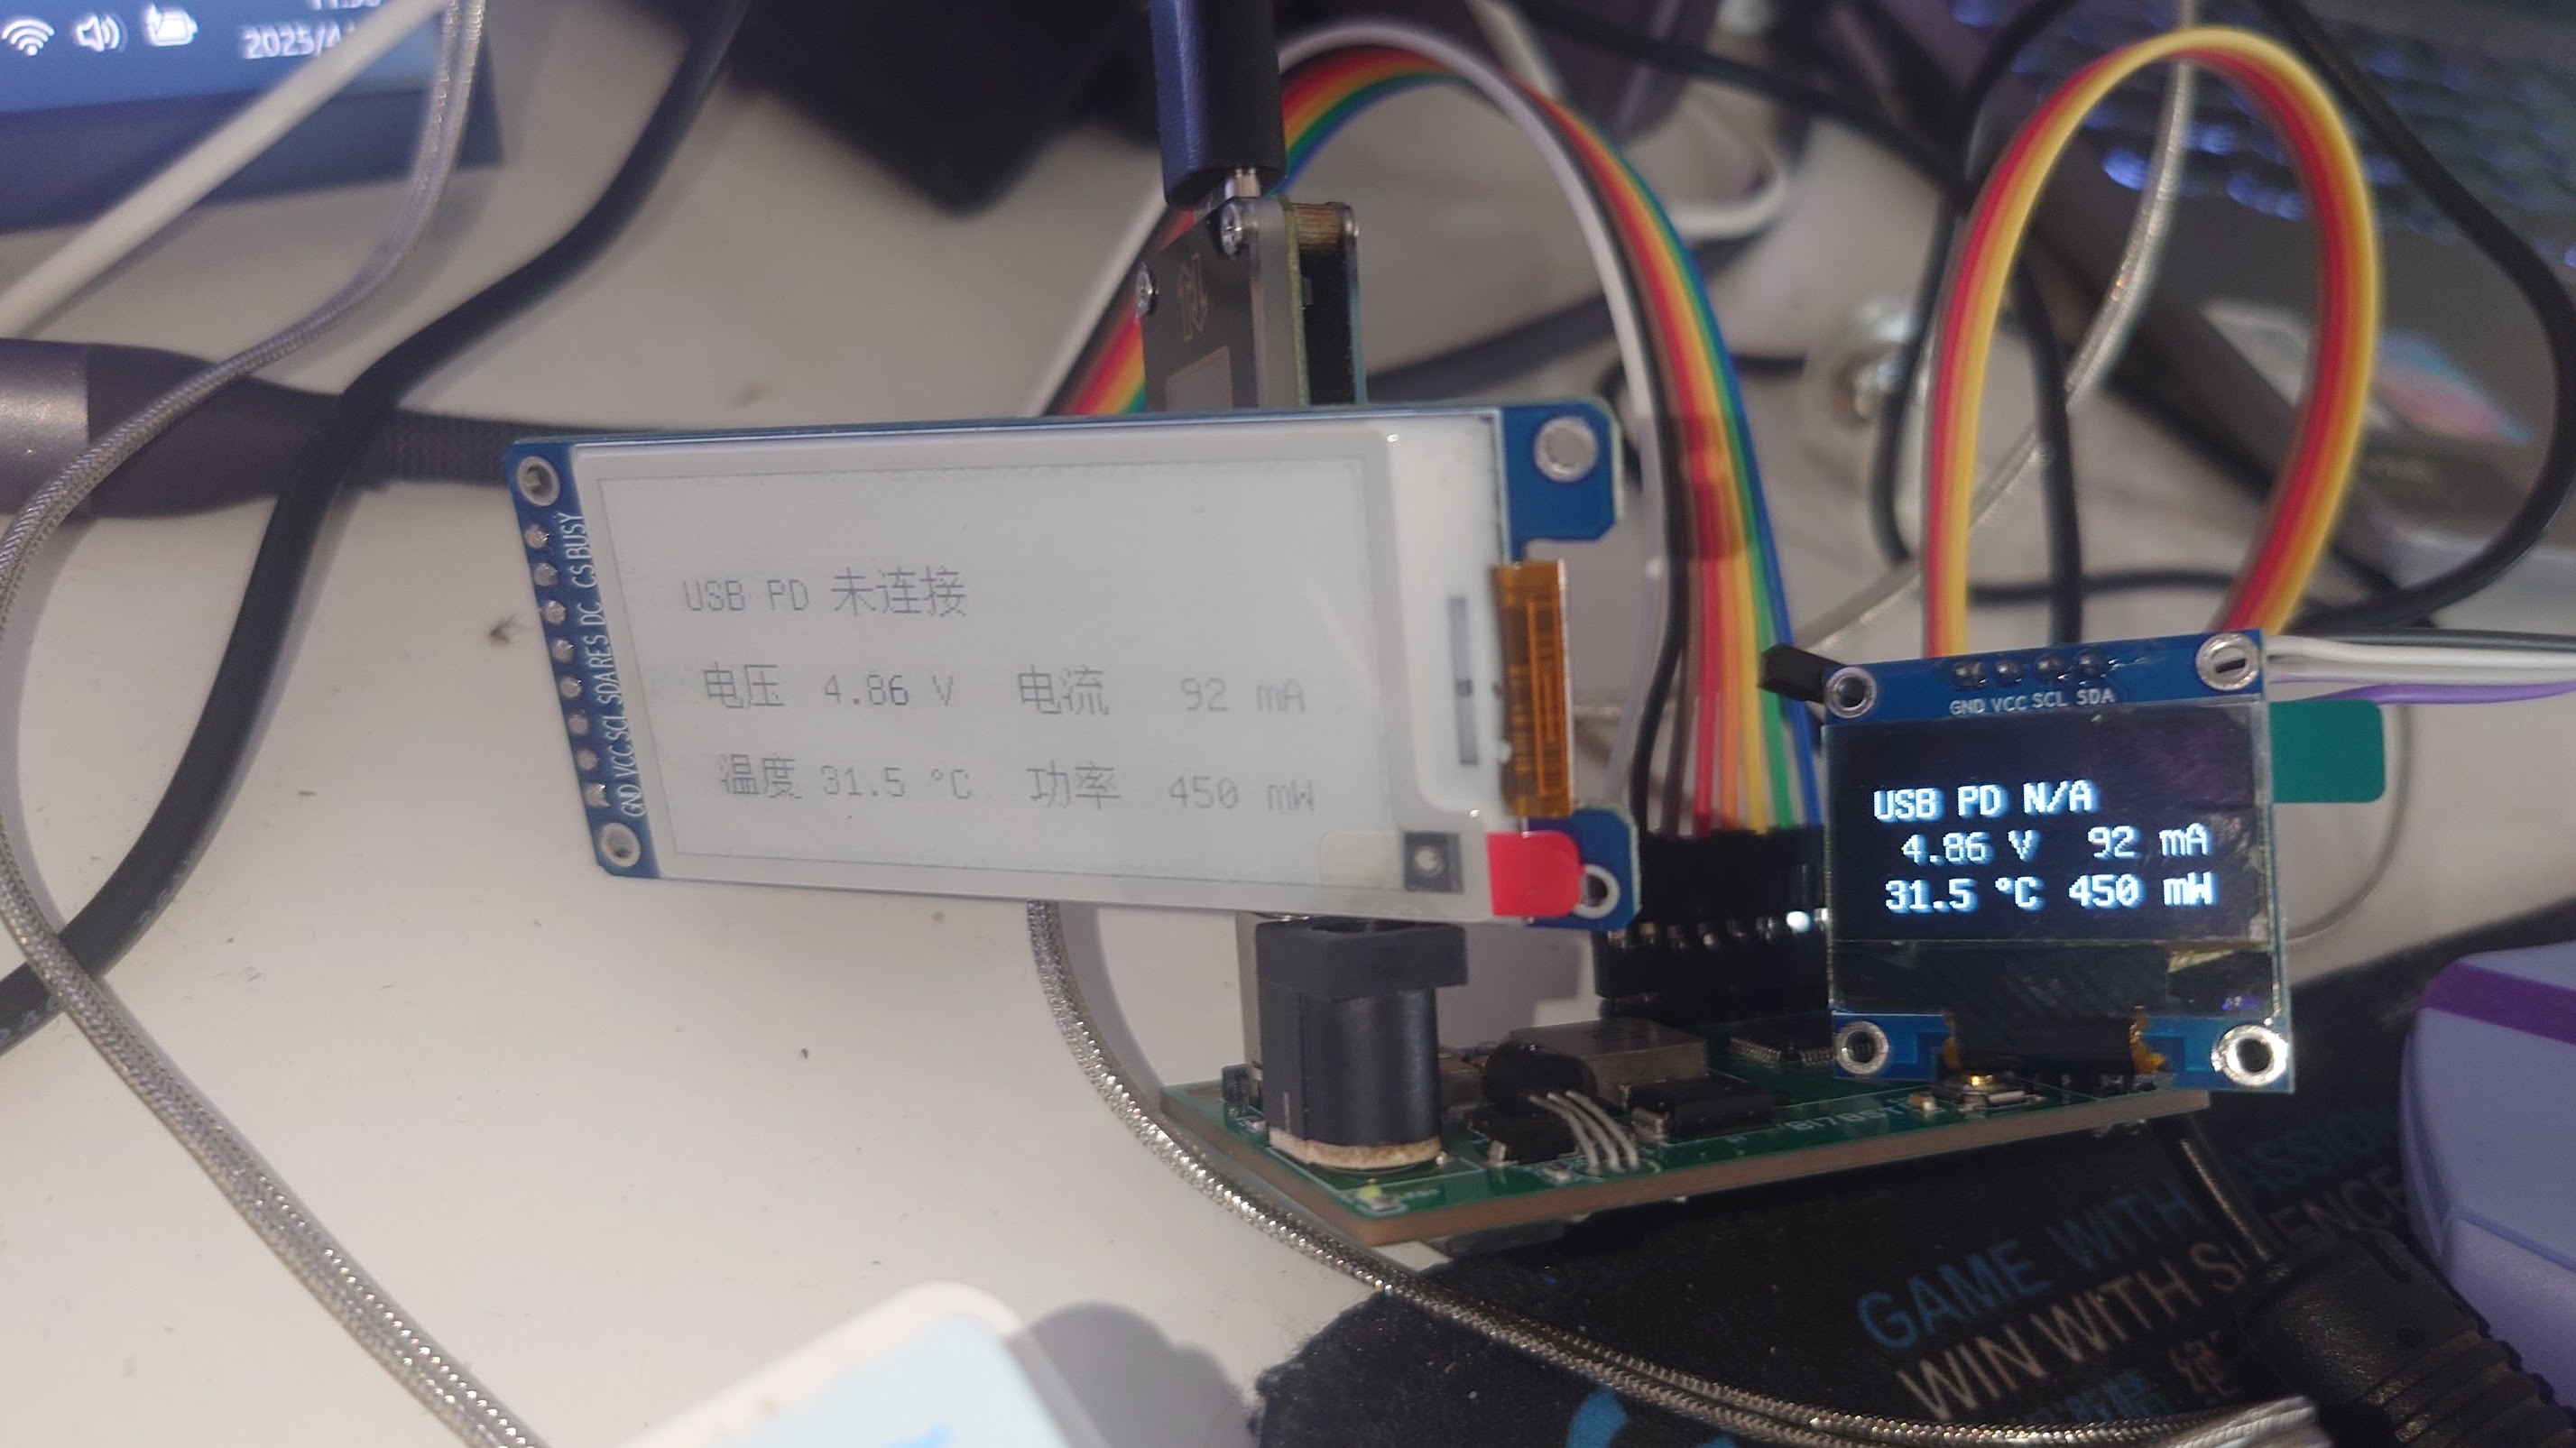 2025/4
USB PD 未连接
电压 4.86 V 电流 92 mA
温度 31.5 °C 功率 450 mW
GND VCC SCL SDA RES DC CS BUSY
GND VCC SCL SDA
USB PD N/A
4.86 V 92 mA
31.5 °C 450 mW
GAME WITH
WIN WITH